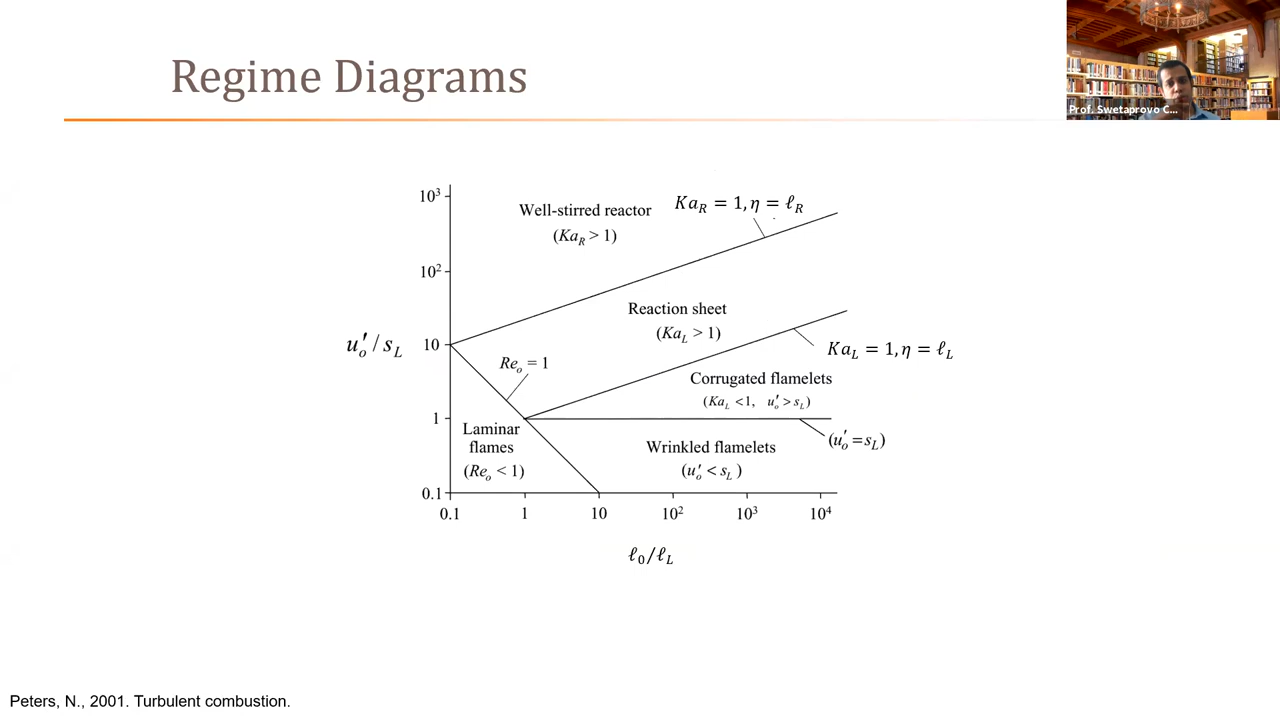 Regime Diagrams
Prof. Swetaprovo C...
10³
Well-stirred reactor
(Ka_R > 1)
Ka_R = 1, η = ℓ_R
10²
Reaction sheet
(Ka_L > 1)
u′_o / s_L
10
Re_o = 1
Ka_L = 1, η = ℓ_L
Corrugated flamelets
(Ka_L < 1, u′_o > s_L)
1
Laminar
flames
(Re_o < 1)
Wrinkled flamelets
(u′_o < s_L)
(u′_o = s_L)
0.1
0.1 1 10 10² 10³ 10⁴
ℓ₀/ℓ_L
Peters, N., 2001. Turbulent combustion.